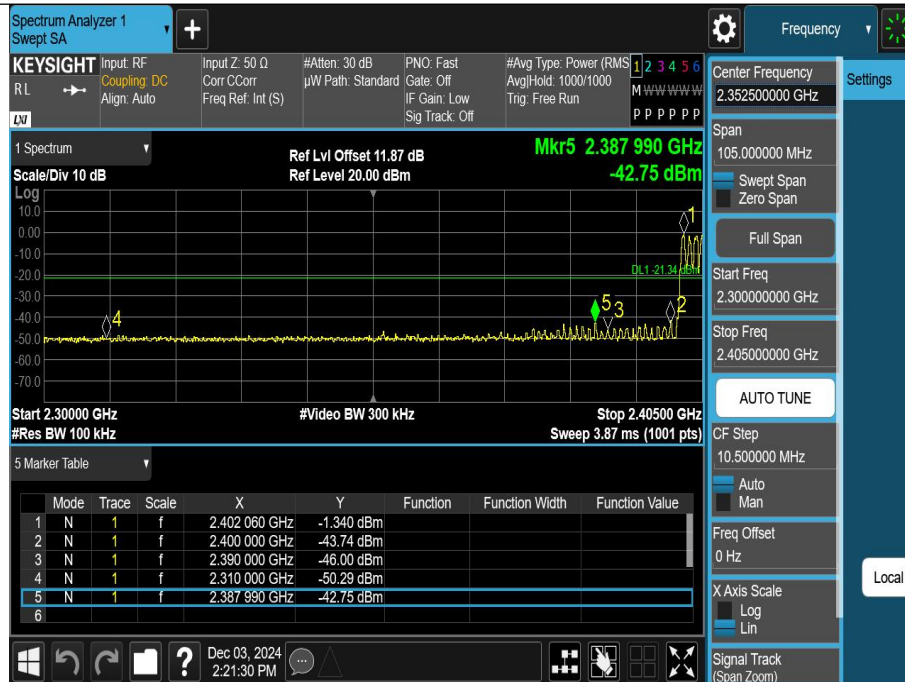 Spectrum Analyzer 1
Swept SA
+
Frequency
KEYSIGHT
RL
LXI
Input: RF
Coupling: DC
Align: Auto
Input Z: 50 Ω
Corr CCorr
Freq Ref: Int (S)
#Atten: 30 dB
µW Path: Standard
PNO: Fast
Gate: Off
IF Gain: Low
Sig Track: Off
#Avg Type: Power (RMS
Avg|Hold: 1000/1000
Trig: Free Run
1 2 3 4 5 6
M W W W W W
P P P P P P
1 Spectrum
Scale/Div 10 dB
Ref Lvl Offset 11.87 dB
Ref Level 20.00 dBm
Mkr5 2.387 990 GHz
-42.75 dBm
Log
10.0
0.00
-10.0
-20.0
-30.0
-40.0
-50.0
-60.0
-70.0
1
DL1 -21.34 dBm
5
3
2
4
Start 2.30000 GHz
#Video BW 300 kHz
Stop 2.40500 GHz
#Res BW 100 kHz
Sweep 3.87 ms (1001 pts)
5 Marker Table
Mode Trace Scale X Y Function Function Width Function Value
1 N 1 f 2.402 060 GHz -1.340 dBm
2 N 1 f 2.400 000 GHz -43.74 dBm
3 N 1 f 2.390 000 GHz -46.00 dBm
4 N 1 f 2.310 000 GHz -50.29 dBm
5 N 1 f 2.387 990 GHz -42.75 dBm
6
?
Dec 03, 2024
2:21:30 PM
Center Frequency
2.352500000 GHz
Span
105.000000 MHz
Swept Span
Zero Span
Full Span
Start Freq
2.300000000 GHz
Stop Freq
2.405000000 GHz
AUTO TUNE
CF Step
10.500000 MHz
Auto
Man
Freq Offset
0 Hz
X Axis Scale
Log
Lin
Signal Track
(Span Zoom)
Settings
Local